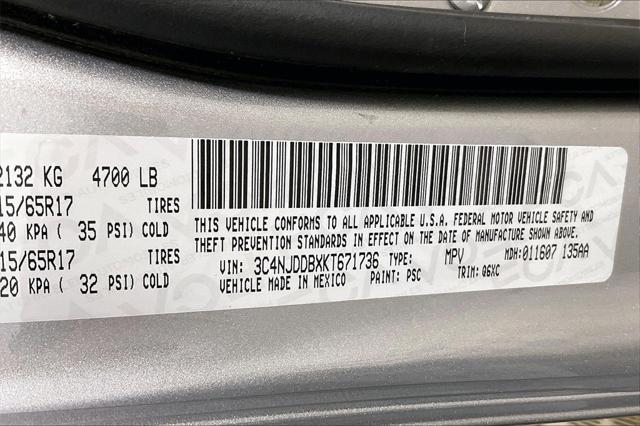 2132 KG 4700 LB
15/65R17 TIRES
40 KPA ( 35 PSI) COLD
15/65R17 TIRES
20 KPA ( 32 PSI) COLD
THIS VEHICLE CONFORMS TO ALL APPLICABLE U.S.A. FEDERAL MOTOR VEHICLE SAFETY AND
THEFT PREVENTION STANDARDS IN EFFECT ON THE DATE OF MANUFACTURE SHOWN ABOVE.
VIN: 3C4NJDDBXKT671736 TYPE: MPV MDH:011607 135AA
VEHICLE MADE IN MEXICO PAINT: PSC TRIM: Q6XC